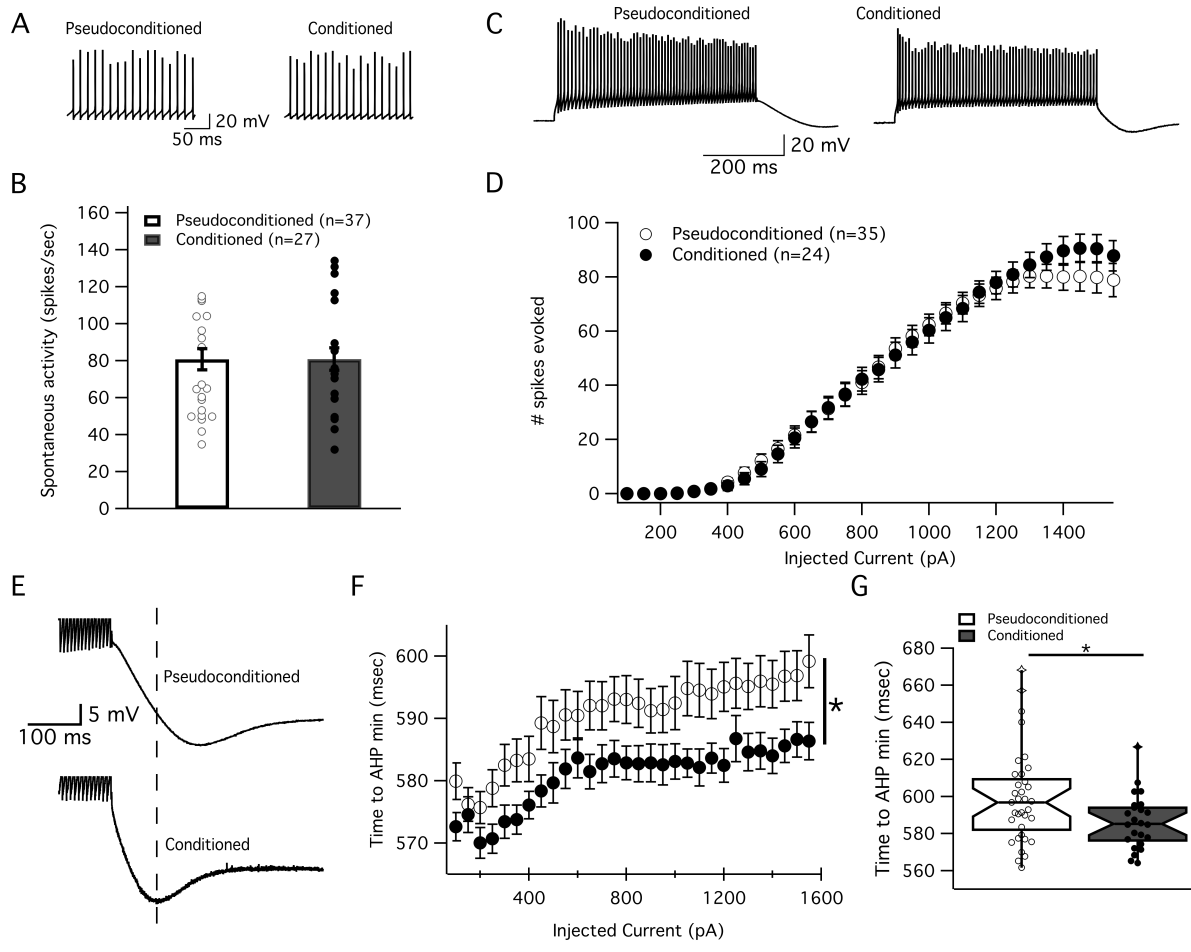 A
Pseudoconditioned
Conditioned
20 mV
50 ms
C
Pseudoconditioned
Conditioned
20 mV
200 ms
B
Spontaneous activity (spikes/sec)
160
140
120
100
80
60
40
20
0
Pseudoconditioned (n=37)
Conditioned (n=27)
D
# spikes evoked
100
80
60
40
20
0
Pseudoconditioned (n=35)
Conditioned (n=24)
200 400 600 800 1000 1200 1400
Injected Current (pA)
E
Pseudoconditioned
5 mV
100 ms
Conditioned
F
Time to AHP min (msec)
600
590
580
570
*
400 800 1200 1600
Injected Current (pA)
G
Pseudoconditioned
Conditioned
Time to AHP min (msec)
680
660
640
620
600
580
560
*